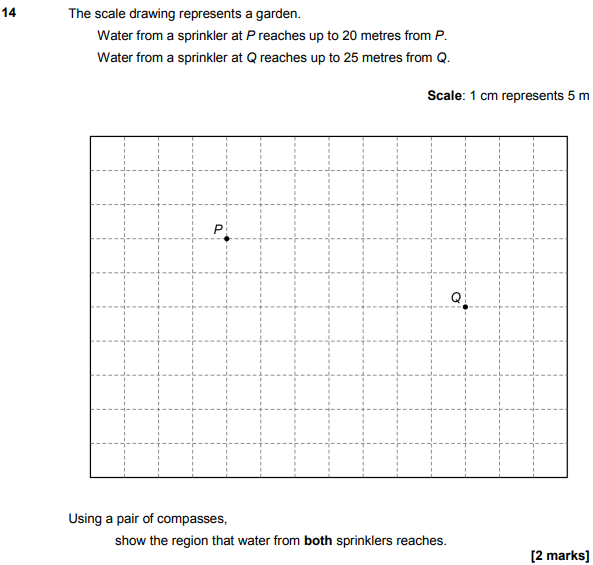 14 The scale drawing represents a garden.
Water from a sprinkler at P reaches up to 20 metres from P.
Water from a sprinkler at Q reaches up to 25 metres from Q.
Scale: 1 cm represents 5 m
P
Q
Using a pair of compasses,
show the region that water from both sprinklers reaches.
[2 marks]